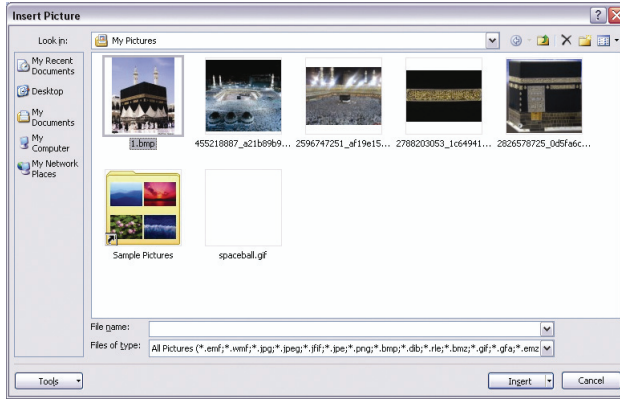 Insert Picture
Look in:
My Pictures
My Recent
Documents
Desktop
My
Documents
My
Computer
My Network
Places
1.bmp
455218887_a21b89b9...
2596747251_af19e15...
2788203053_1c64941...
2826578725_0d5fa6c...
Sample Pictures
spaceball.gif
File name:
Files of type:
All Pictures (*.emf;*.wmf;*.jpg;*.jpeg;*.jfif;*.jpe;*.png;*.bmp;*.dib;*.rle;*.bmz;*.gif;*.gfa;*.emz
Tools
Insert
Cancel